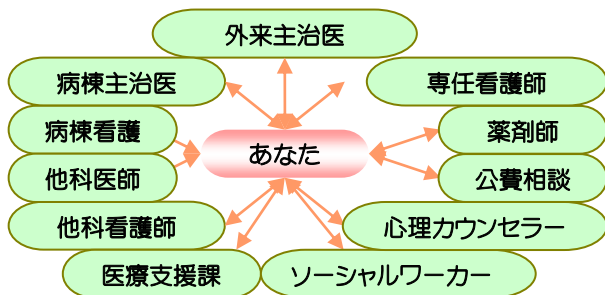 外来主治医
病棟主治医
専任看護師
病棟看護
薬剤師
あなた
他科医師
公費相談
他科看護師
心理カウンセラー
医療支援課
ソーシャルワーカー